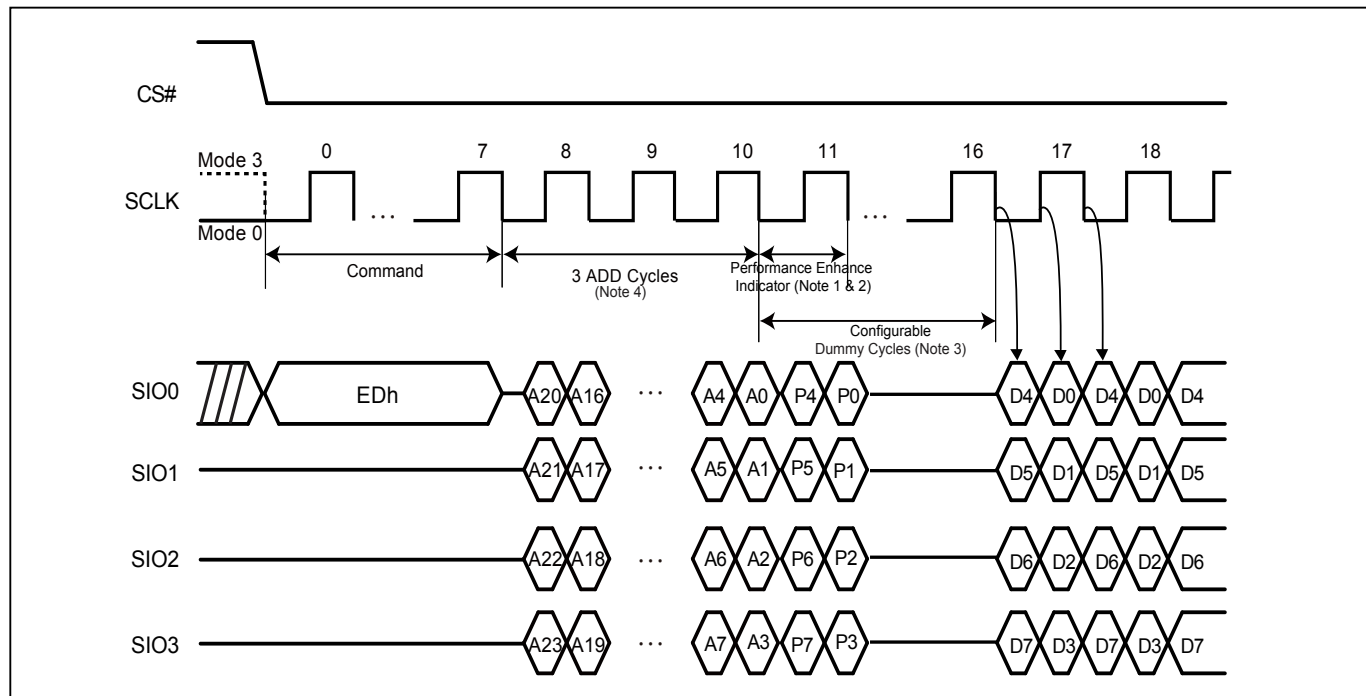 CS#
0 7 8 9 10 11 16 17 18
Mode 3
SCLK
...
...
Mode 0
Command
3 ADD Cycles
(Note 4)
Performance Enhance
Indicator (Note 1 & 2)
Configurable
Dummy Cycles (Note 3)
SIO0 EDh A20 A16 ... A4 A0 P4 P0 D4 D0 D4 D0 D4
SIO1 A21 A17 ... A5 A1 P5 P1 D5 D1 D5 D1 D5
SIO2 A22 A18 ... A6 A2 P6 P2 D6 D2 D6 D2 D6
SIO3 A23 A19 ... A7 A3 P7 P3 D7 D3 D7 D3 D7